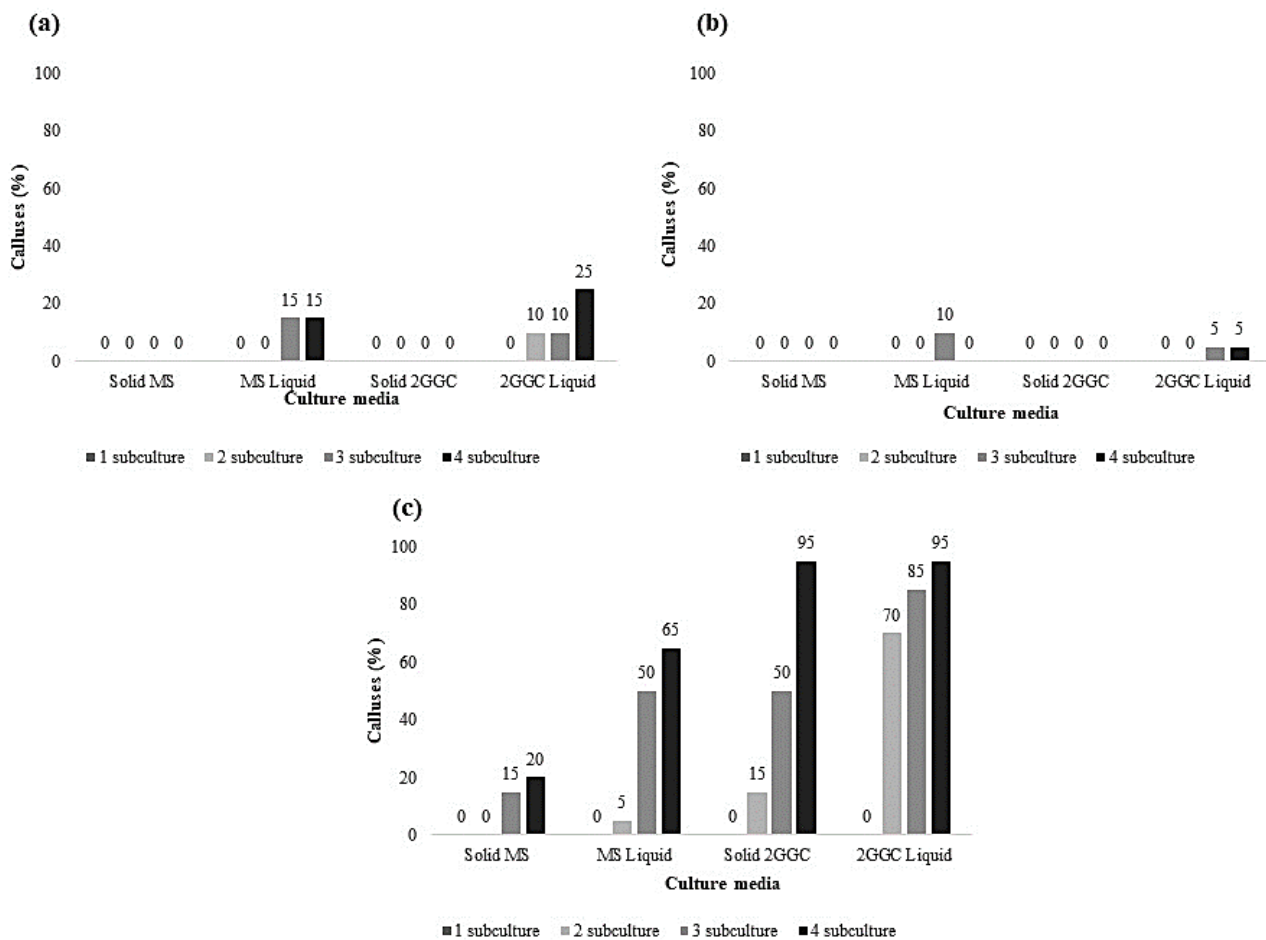 (a)
100
80
60
40
20
0
Calluses (%)
0 0 0 0
0 0 15 15
0 0 0 0
0 10 10 25
Solid MS MS Liquid Solid 2GGC 2GGC Liquid
Culture media
1 subculture 2 subculture 3 subculture 4 subculture
(b)
100
80
60
40
20
0
Calluses (%)
0 0 0 0
0 0 10 0
0 0 0 0
0 0 5 5
Solid MS MS Liquid Solid 2GGC 2GGC Liquid
Culture media
1 subculture 2 subculture 3 subculture 4 subculture
(c)
100
80
60
40
20
0
Calluses (%)
0 0 15 20
0 5 50 65
0 15 50 95
0 70 85 95
Solid MS MS Liquid Solid 2GGC 2GGC Liquid
Culture media
1 subculture 2 subculture 3 subculture 4 subculture